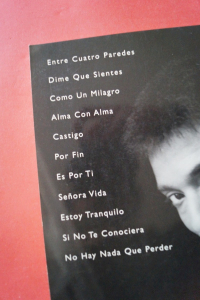 Entre Cuatro Paredes
Dime Que Sientes
Como Un Milagro
Alma Con Alma
Castigo
Por Fin
Es Por Ti
Señora Vida
Estoy Tranquilo
Si No Te Conociera
No Hay Nada Que Perder